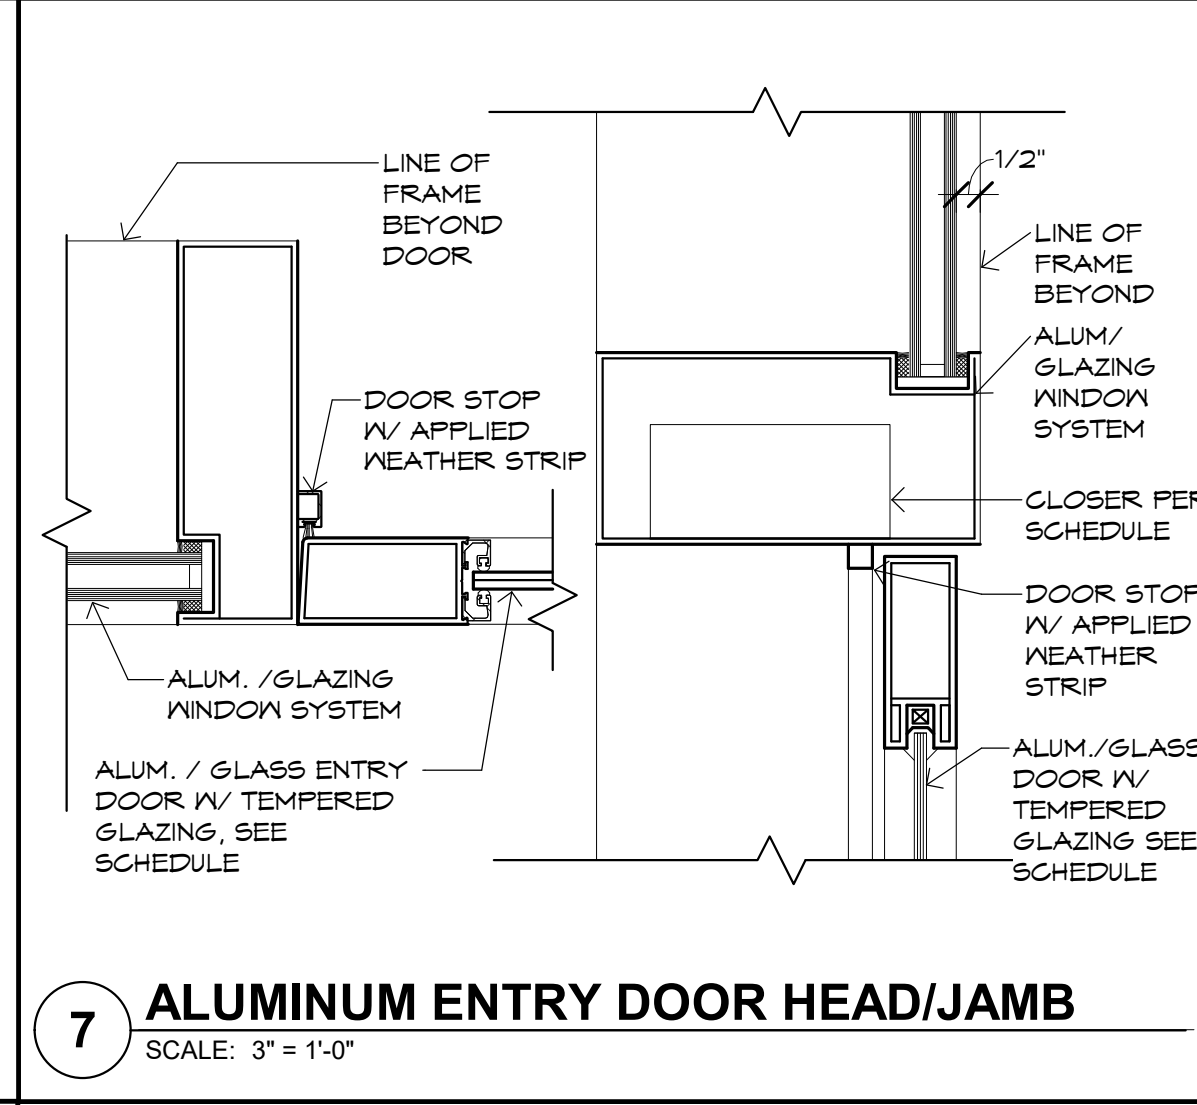 LINE OF
FRAME
BEYOND
DOOR
DOOR STOP
W/ APPLIED
WEATHER STRIP
ALUM. /GLAZING
WINDOW SYSTEM
ALUM. / GLASS ENTRY
DOOR W/ TEMPERED
GLAZING, SEE
SCHEDULE
1/2"
LINE OF
FRAME
BEYOND
ALUM/
GLAZING
WINDOW
SYSTEM
CLOSER PER
SCHEDULE
DOOR STOP
W/ APPLIED
WEATHER
STRIP
ALUM./GLASS
DOOR W/
TEMPERED
GLAZING SEE
SCHEDULE
7
ALUMINUM ENTRY DOOR HEAD/JAMB
SCALE: 3" = 1'-0"